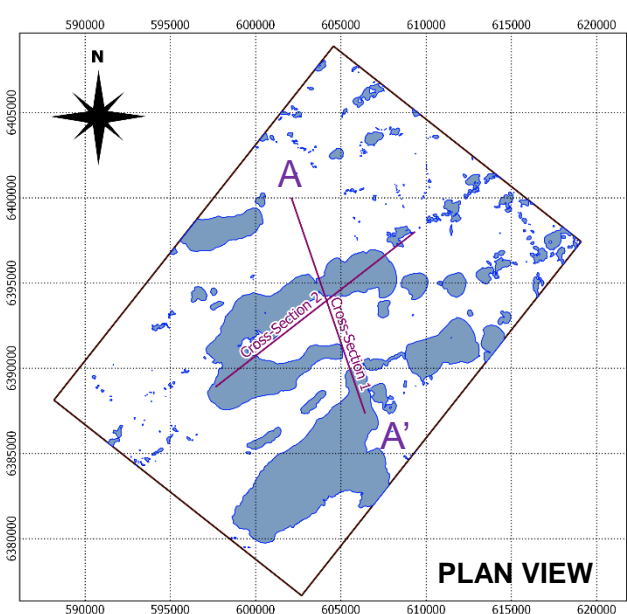 590000 595000 600000 605000 610000 615000 620000
N
6405000
A
6400000
6395000
Cross-Section 2
Cross-Section 1
6390000
A’
6385000
6380000
PLAN VIEW
590000 595000 600000 605000 610000 615000 620000